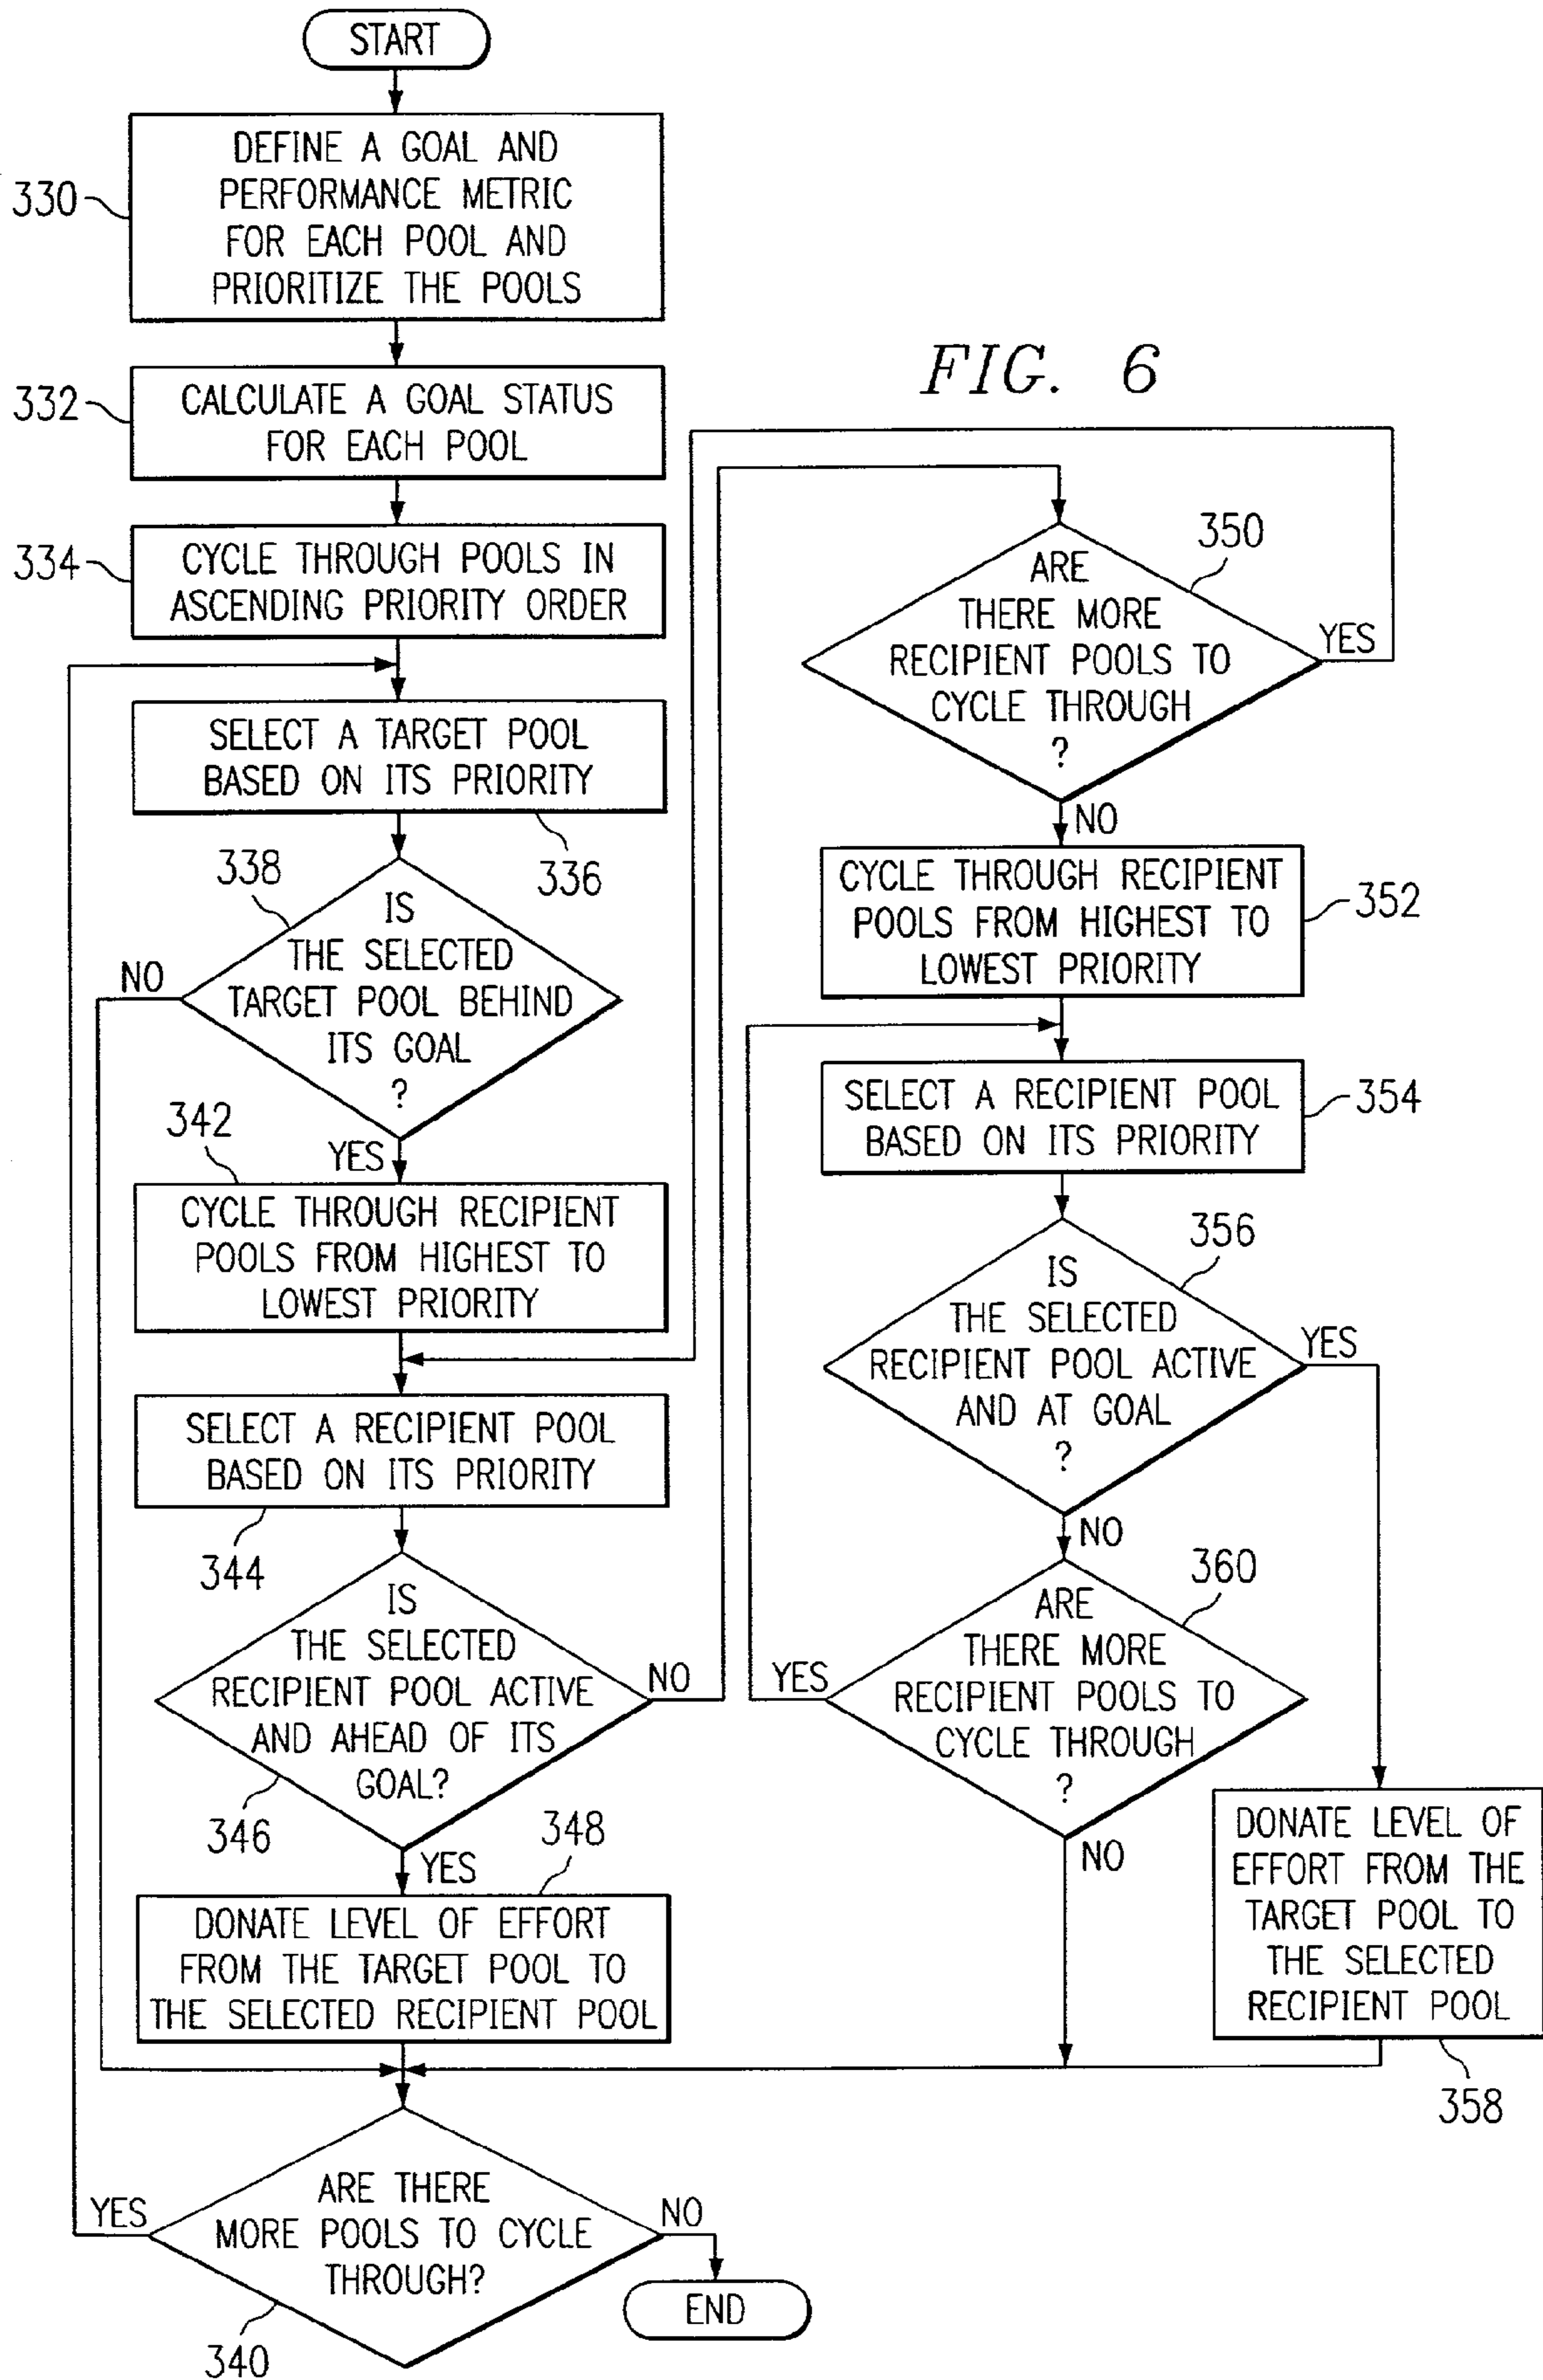 START
DEFINE A GOAL AND
PERFORMANCE METRIC
FOR EACH POOL AND
PRIORITIZE THE POOLS
330
CALCULATE A GOAL STATUS
FOR EACH POOL
332
CYCLE THROUGH POOLS IN
ASCENDING PRIORITY ORDER
334
SELECT A TARGET POOL
BASED ON ITS PRIORITY
336
338
IS
THE SELECTED
TARGET POOL BEHIND
ITS GOAL
?
NO
YES
342
CYCLE THROUGH RECIPIENT
POOLS FROM HIGHEST TO
LOWEST PRIORITY
SELECT A RECIPIENT POOL
BASED ON ITS PRIORITY
344
IS
THE SELECTED
RECIPIENT POOL ACTIVE
AND AHEAD OF ITS
GOAL?
NO
346
YES
348
DONATE LEVEL OF EFFORT
FROM THE TARGET POOL TO
THE SELECTED RECIPIENT POOL
ARE THERE
MORE POOLS TO CYCLE
THROUGH?
YES
NO
340
END
FIG. 6
350
ARE
THERE MORE
RECIPIENT POOLS TO
CYCLE THROUGH
?
YES
NO
CYCLE THROUGH RECIPIENT
POOLS FROM HIGHEST TO
LOWEST PRIORITY
352
SELECT A RECIPIENT POOL
BASED ON ITS PRIORITY
354
356
IS
THE SELECTED
RECIPIENT POOL ACTIVE
AND AT GOAL
?
YES
NO
360
ARE
THERE MORE
RECIPIENT POOLS TO
CYCLE THROUGH
?
YES
NO
DONATE LEVEL OF
EFFORT FROM THE
TARGET POOL TO
THE SELECTED
RECIPIENT POOL
358